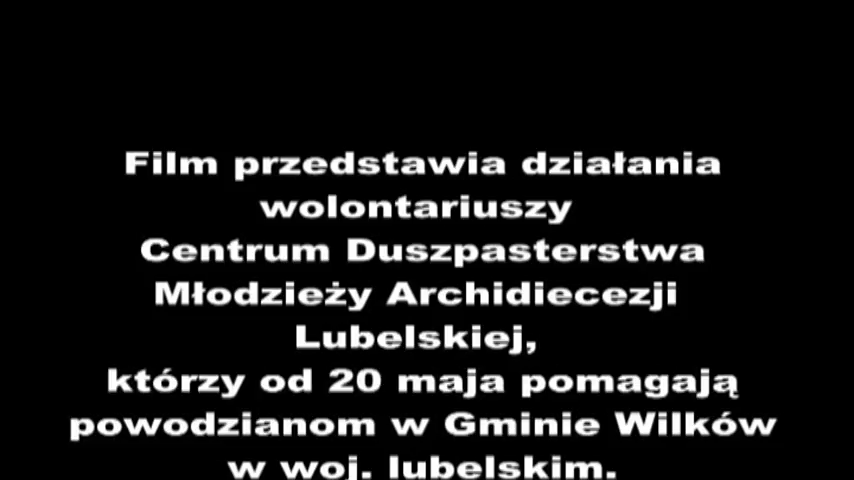 Film przedstawia działania
wolontariuszy
Centrum Duszpasterstwa
Młodzieży Archidiecezji
Lubelskiej,
którzy od 20 maja pomagają
powodzianom w Gminie Wilków
w woj. lubelskim.